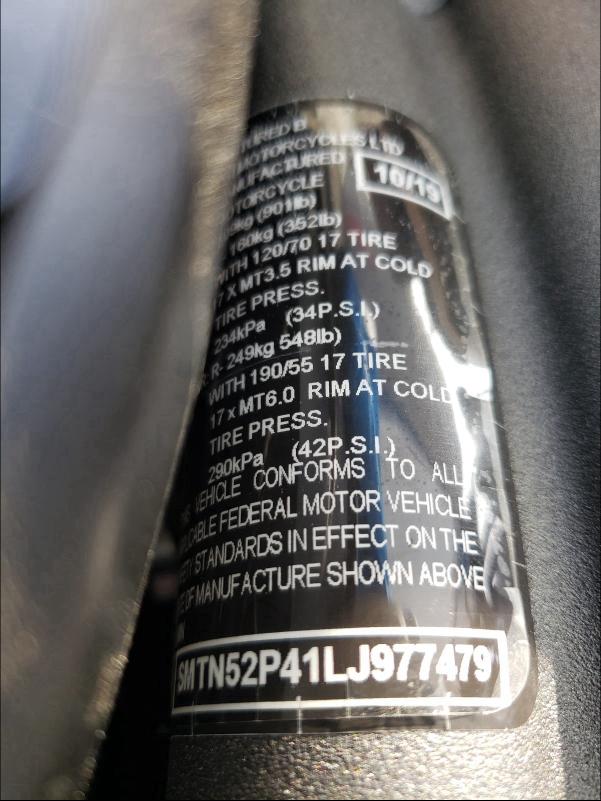 MOTORCYCLES LTD
MANUFACTURED
10/19
MOTORCYCLE
(901lb)
160kg (352lb)
WITH 120/70 17 TIRE
17 X MT3.5 RIM AT COLD
TIRE PRESS.
234kPa (34P.S.I.)
R- 249kg 548lb)
WITH 190/55 17 TIRE
17 x MT6.0 RIM AT COLD
TIRE PRESS.
290kPa (42P.S.I.)
VEHICLE CONFORMS TO ALL
FEDERAL MOTOR VEHICLE
STANDARDS IN EFFECT ON THE
OF MANUFACTURE SHOWN ABOVE
SMTN52P41LJ977479